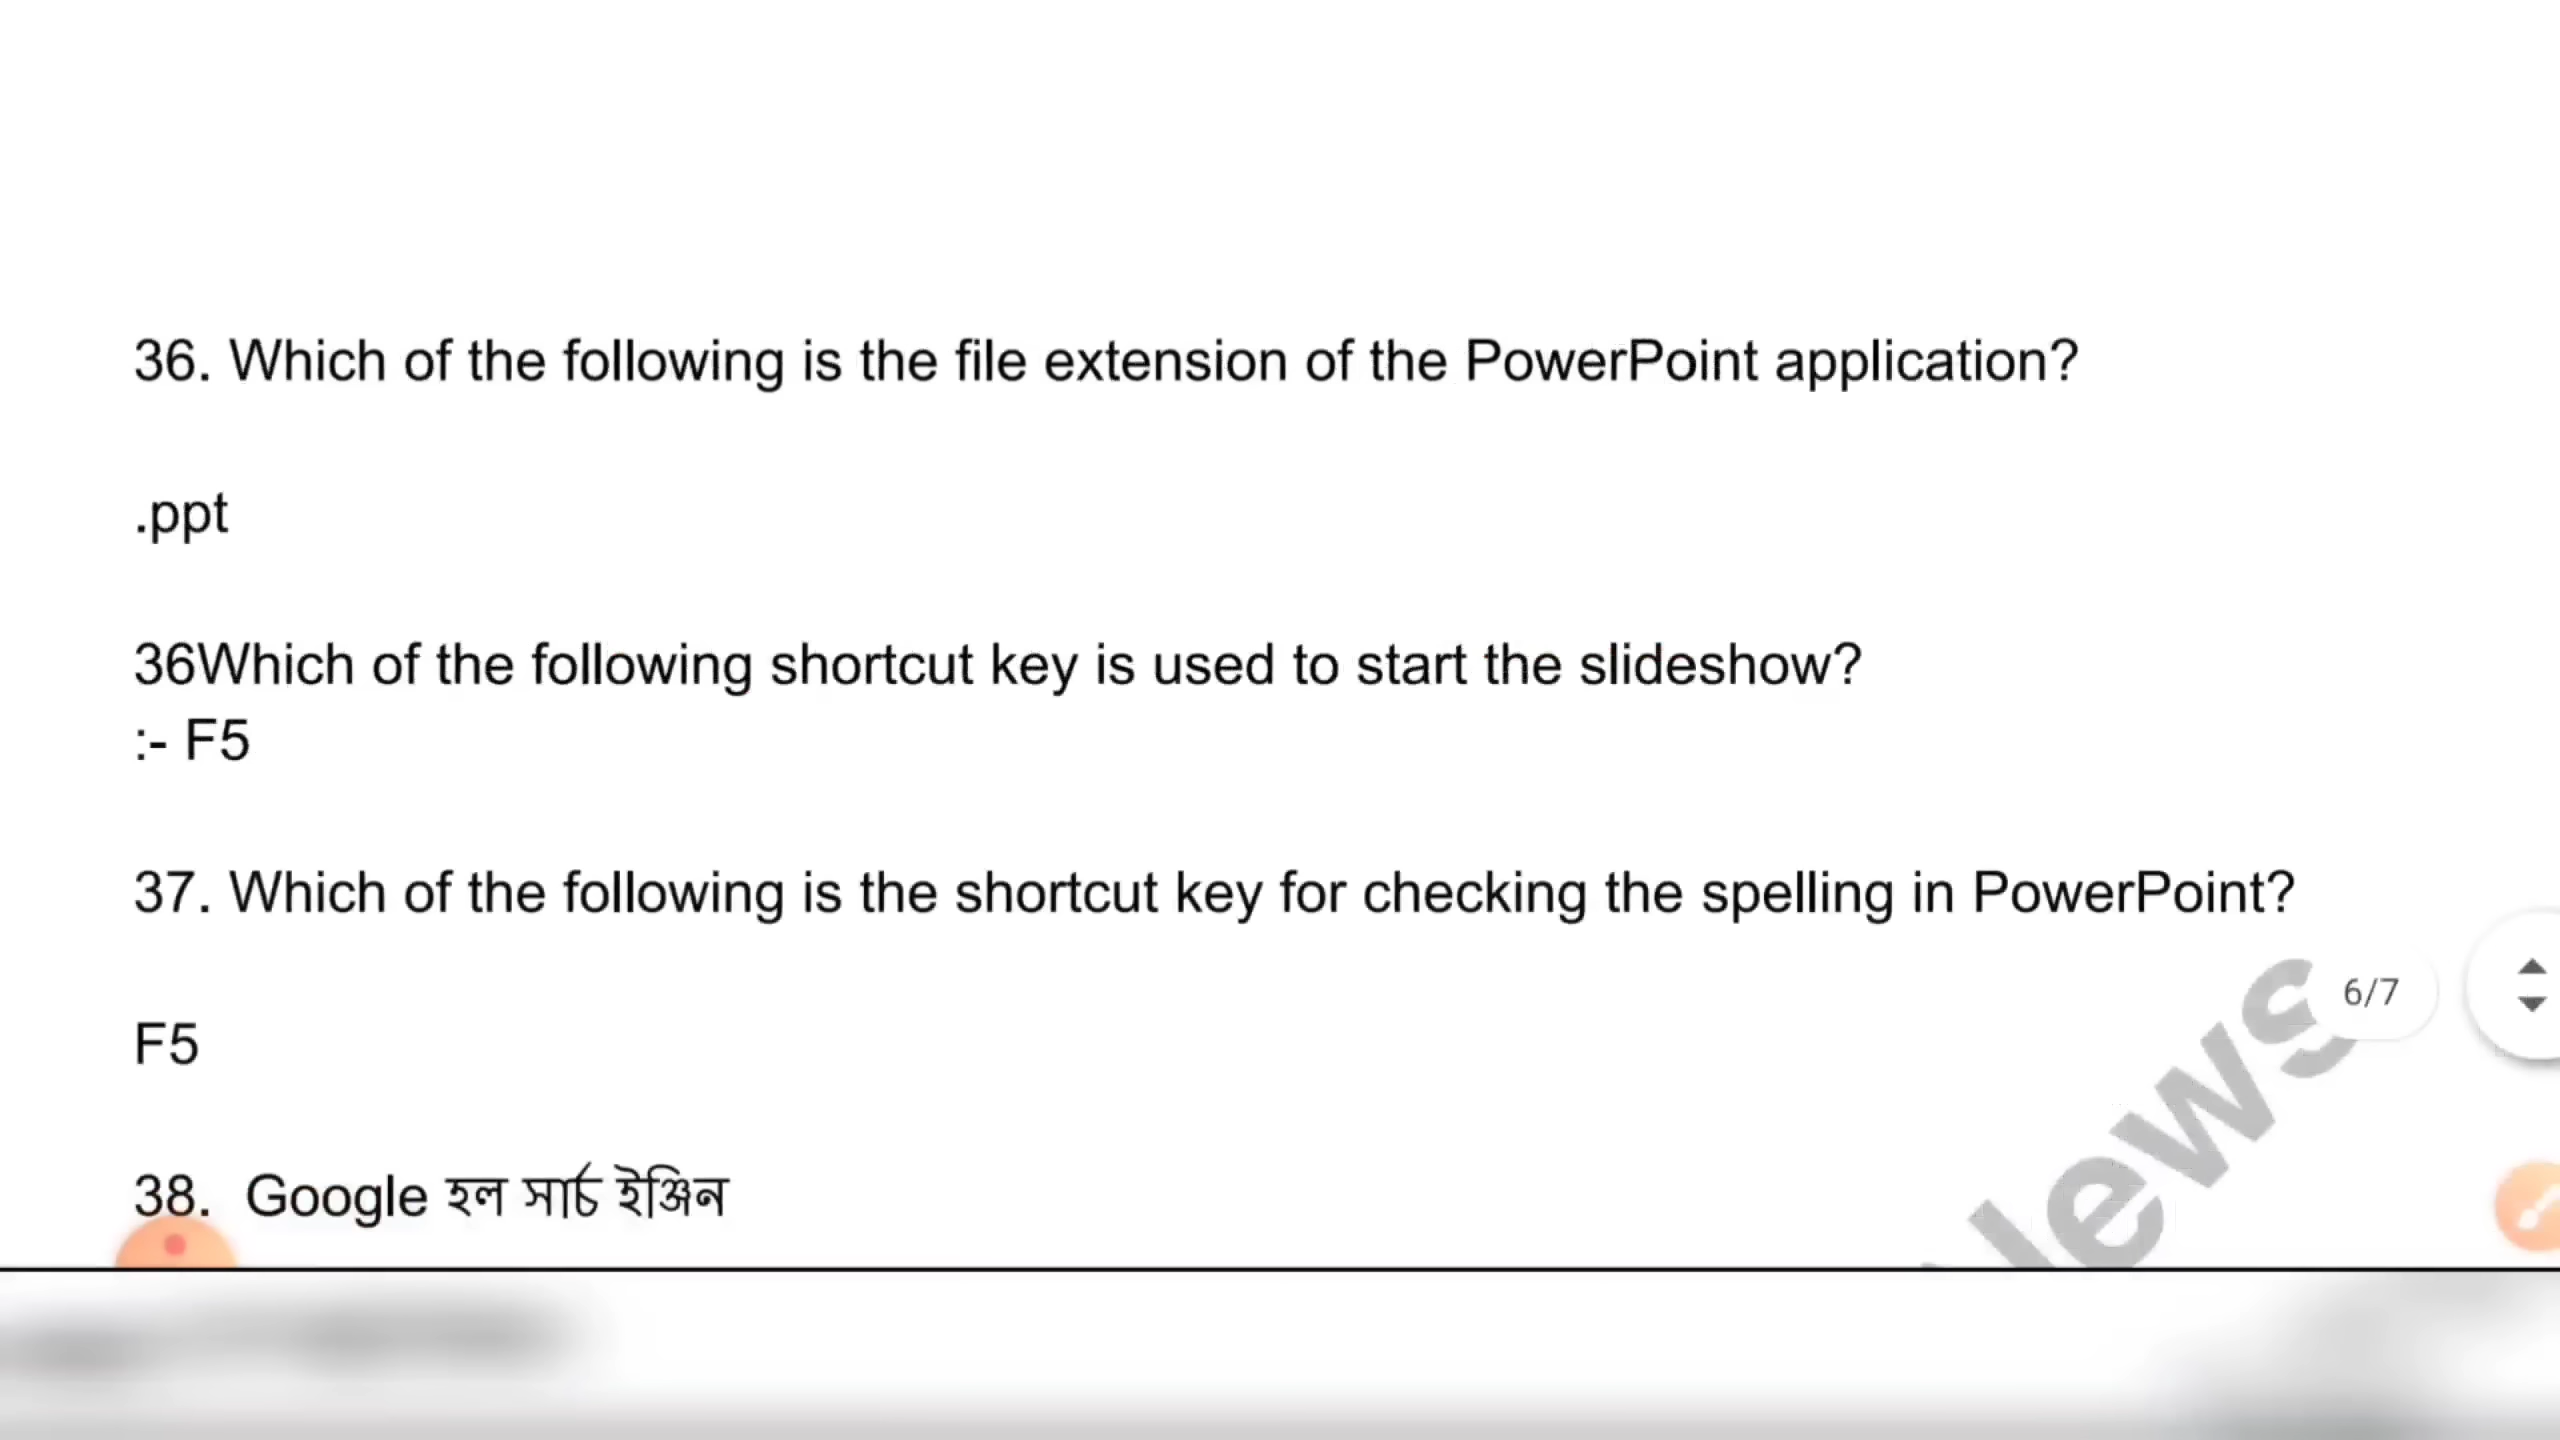 36. Which of the following is the file extension of the PowerPoint application?
.ppt
36Which of the following shortcut key is used to start the slideshow?
:- F5
37. Which of the following is the shortcut key for checking the spelling in PowerPoint?
6/7
F5
38. Google হল সার্চ ইঞ্জিন